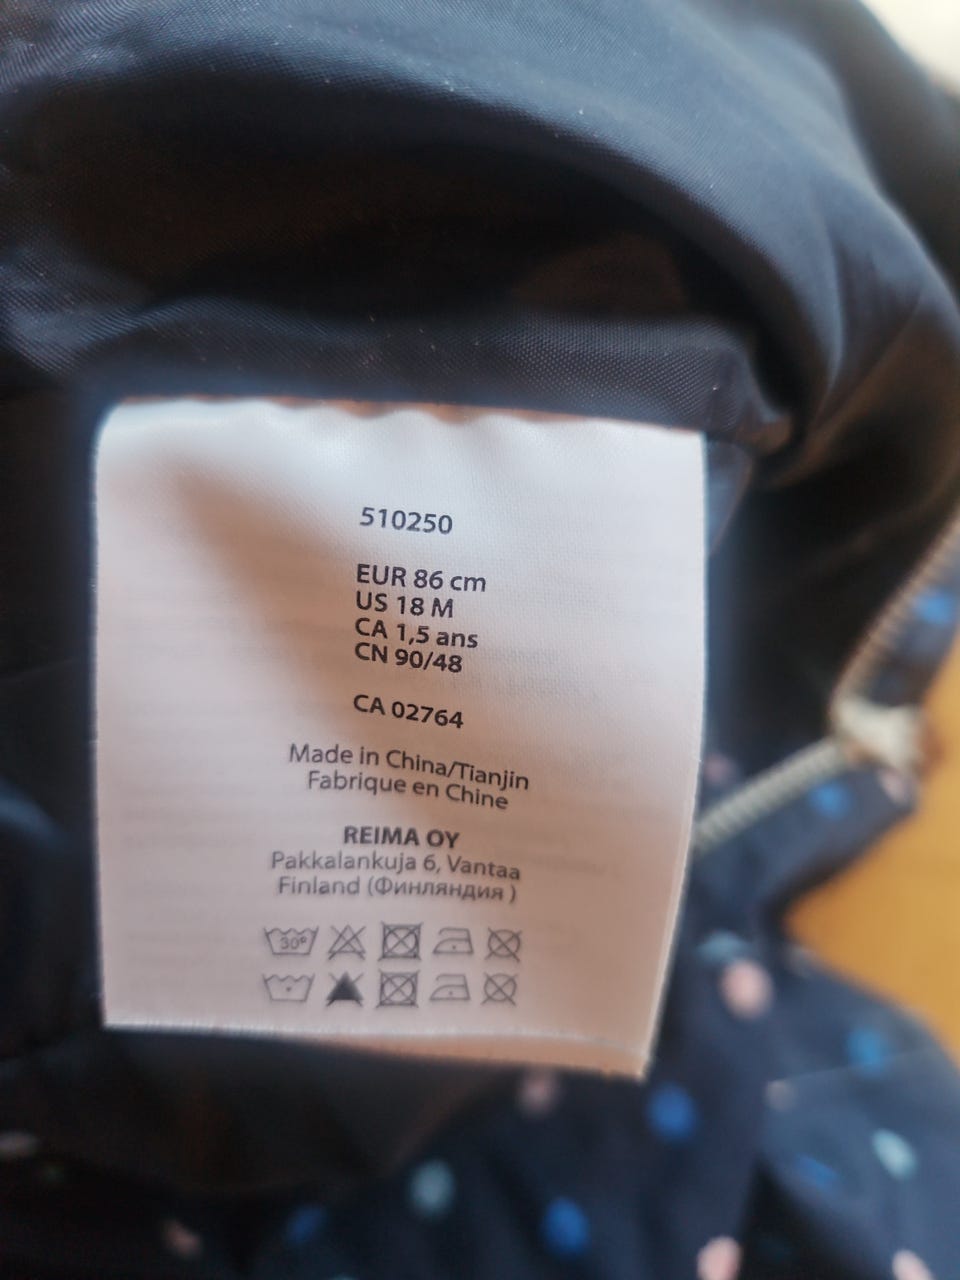 510250
EUR 86 cm
US 18 M
CA 1,5 ans
CN 90/48
CA 02764
Made in China/Tianjin
Fabrique en Chine
REIMA OY
Pakkalankuja 6, Vantaa
Finland (Финляндия )
30°